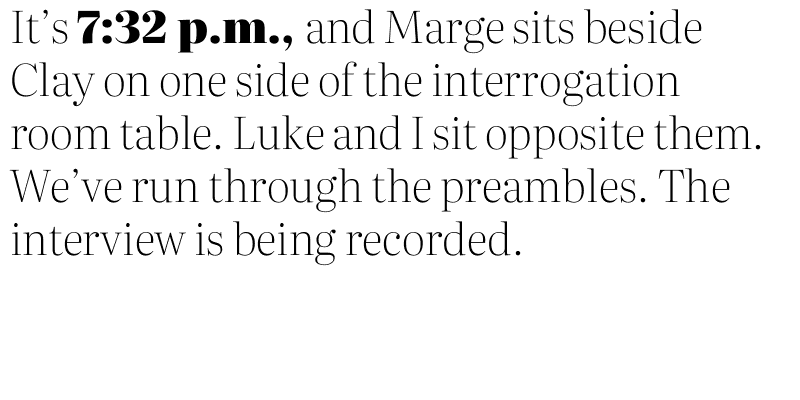 It’s 7:32 p.m., and Marge sits beside
Clay on one side of the interrogation
room table. Luke and I sit opposite them.
We’ve run through the preambles. The
interview is being recorded.